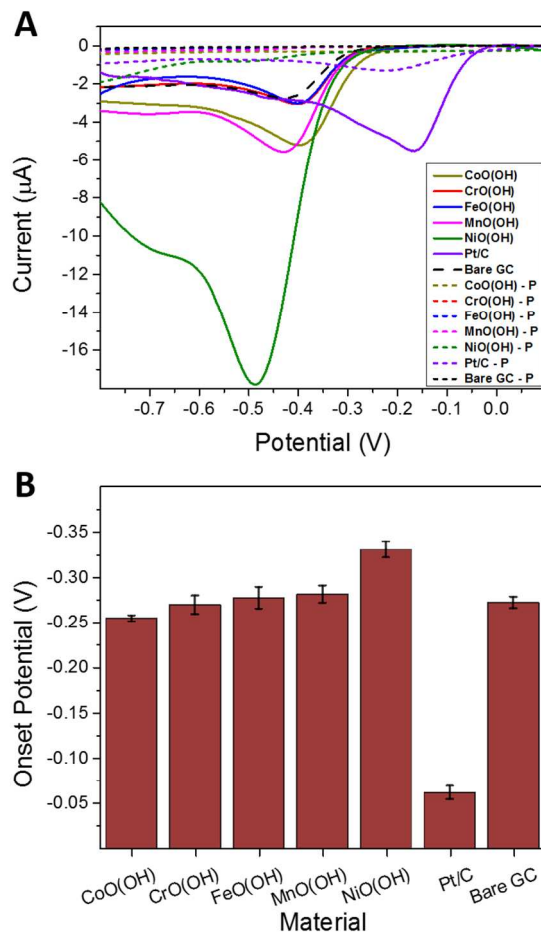 A
0
-2
-4
-6
-8
-10
-12
-14
-16
Current (µA)
-0.7 -0.6 -0.5 -0.4 -0.3 -0.2 -0.1 0.0
Potential (V)
CoO(OH)
CrO(OH)
FeO(OH)
MnO(OH)
NiO(OH)
Pt/C
Bare GC
CoO(OH) - P
CrO(OH) - P
FeO(OH) - P
MnO(OH) - P
NiO(OH) - P
Pt/C - P
Bare GC - P
B
-0.35
-0.30
-0.25
-0.20
-0.15
-0.10
-0.05
Onset Potential (V)
CoO(OH) CrO(OH) FeO(OH) MnO(OH) NiO(OH) Pt/C Bare GC
Material